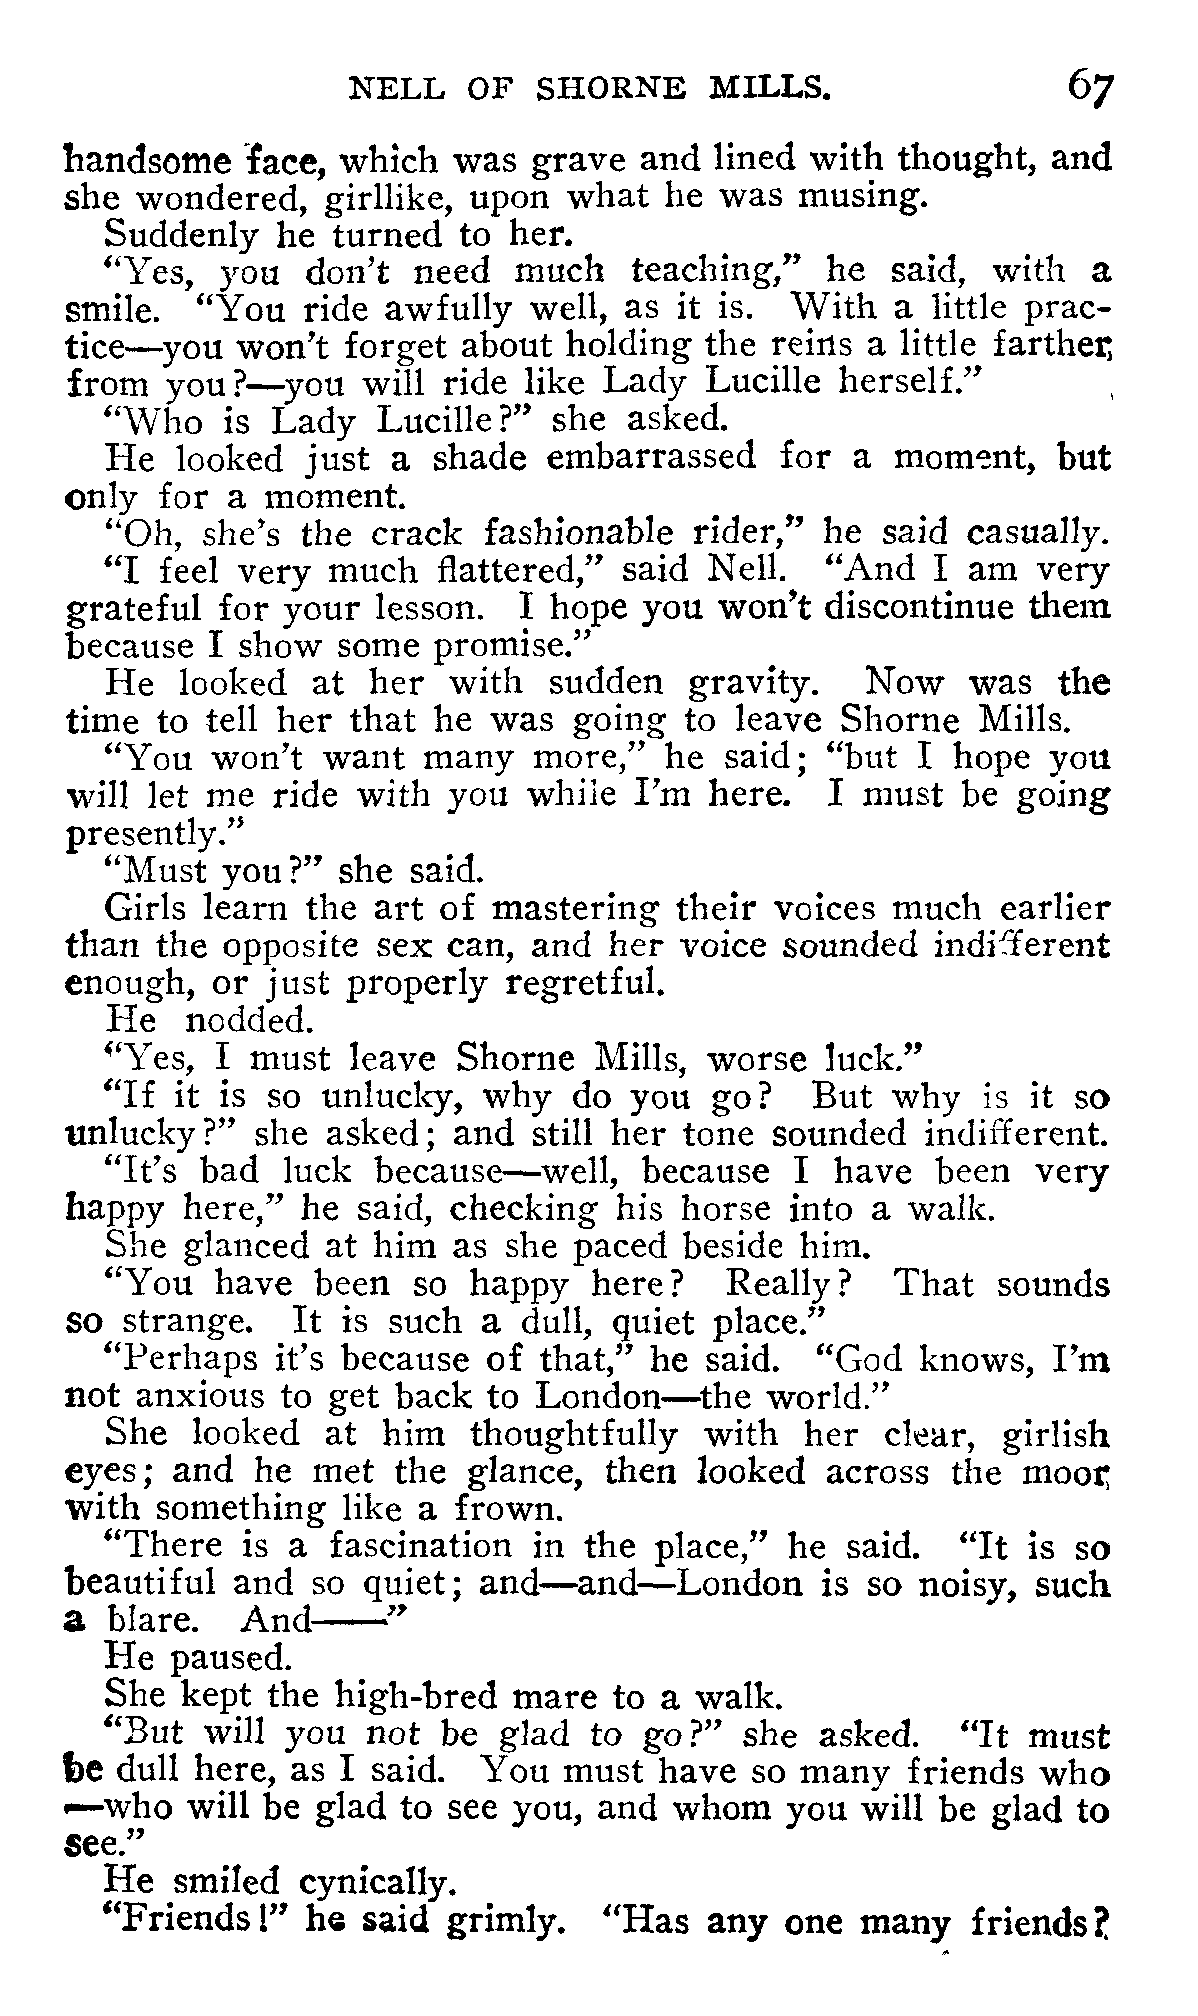 NELL OF SHORNE MILLS. 67
handsome face, which was grave and lined with thought, and
she wondered, girllike, upon what he was musing.
Suddenly he turned to her.
“Yes, you don’t need much teaching,” he said, with a
smile. “You ride awfully well, as it is. With a little prac-
tice—you won’t forget about holding the reins a little farther
from you?—you will ride like Lady Lucille herself.”
“Who is Lady Lucille?” she asked.
He looked just a shade embarrassed for a moment, but
only for a moment.
“Oh, she’s the crack fashionable rider,” he said casually.
“I feel very much flattered,” said Nell. “And I am very
grateful for your lesson. I hope you won’t discontinue them
because I show some promise.”
He looked at her with sudden gravity. Now was the
time to tell her that he was going to leave Shorne Mills.
“You won’t want many more,” he said; “but I hope you
will let me ride with you while I’m here. I must be going
presently.”
“Must you?” she said.
Girls learn the art of mastering their voices much earlier
than the opposite sex can, and her voice sounded indifferent
enough, or just properly regretful.
He nodded.
“Yes, I must leave Shorne Mills, worse luck.”
“If it is so unlucky, why do you go? But why is it so
unlucky?” she asked; and still her tone sounded indifferent.
“It’s bad luck because—well, because I have been very
happy here,” he said, checking his horse into a walk.
She glanced at him as she paced beside him.
“You have been so happy here? Really? That sounds
so strange. It is such a dull, quiet place.”
“Perhaps it’s because of that,” he said. “God knows, I’m
not anxious to get back to London—the world.”
She looked at him thoughtfully with her clear, girlish
eyes; and he met the glance, then looked across the moor
with something like a frown.
“There is a fascination in the place,” he said. “It is so
beautiful and so quiet; and—and—London is so noisy, such
a blare. And——”
He paused.
She kept the high-bred mare to a walk.
“But will you not be glad to go?” she asked. “It must
be dull here, as I said. You must have so many friends who
—who will be glad to see you, and whom you will be glad to
see.”
He smiled cynically.
“Friends!” he said grimly. “Has any one many friends?